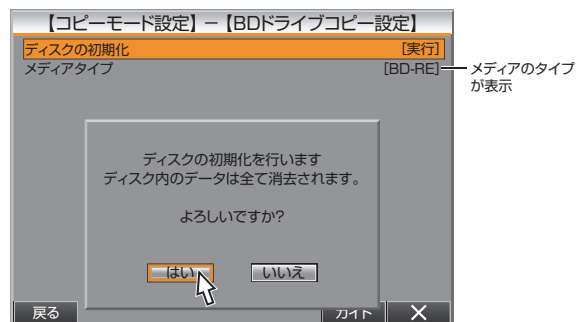 【コピーモード設定】－【BDドライブコピー設定】
ディスクの初期化 [実行]
メディアタイプ [BD-RE]
メディアのタイプ
が表示
ディスクの初期化を行います
ディスク内のデータは全て消去されます。
よろしいですか?
はい いいえ
戻る ガイド ×